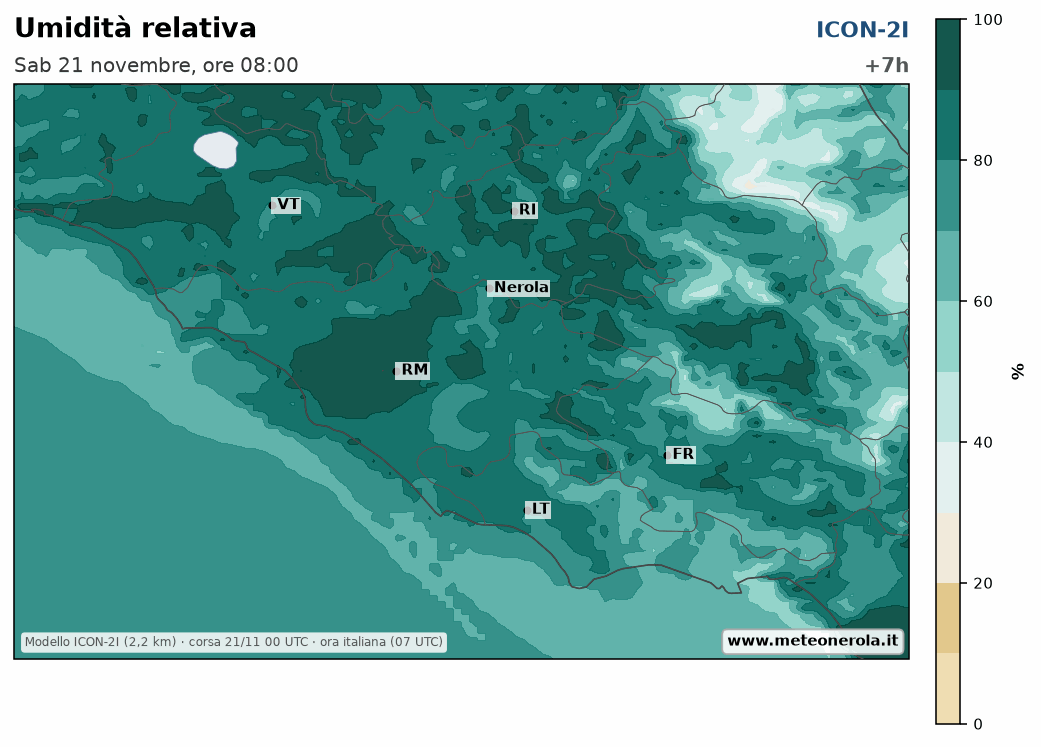 Umidità relativa
ICON-2I
Sab 21 novembre, ore 08:00
+7h
VT
RI
Nerola
RM
FR
LT
Modello ICON-2I (2,2 km) · corsa 21/11 00 UTC · ora italiana (07 UTC)
www.meteonerola.it
100
80
60
40
20
0
%